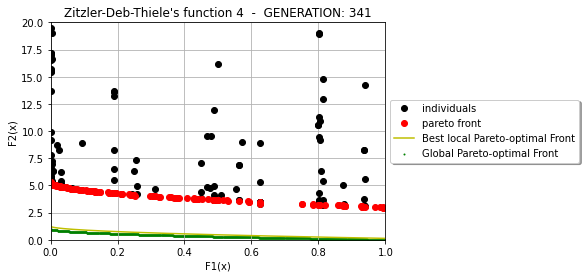 Zitzler-Deb-Thiele's function 4 - GENERATION: 341
20.0
17.5
15.0
12.5
10.0
7.5
5.0
2.5
0.0
F2(x)
0.0 0.2 0.4 0.6 0.8 1.0
F1(x)
individuals
pareto front
Best local Pareto-optimal Front
Global Pareto-optimal Front